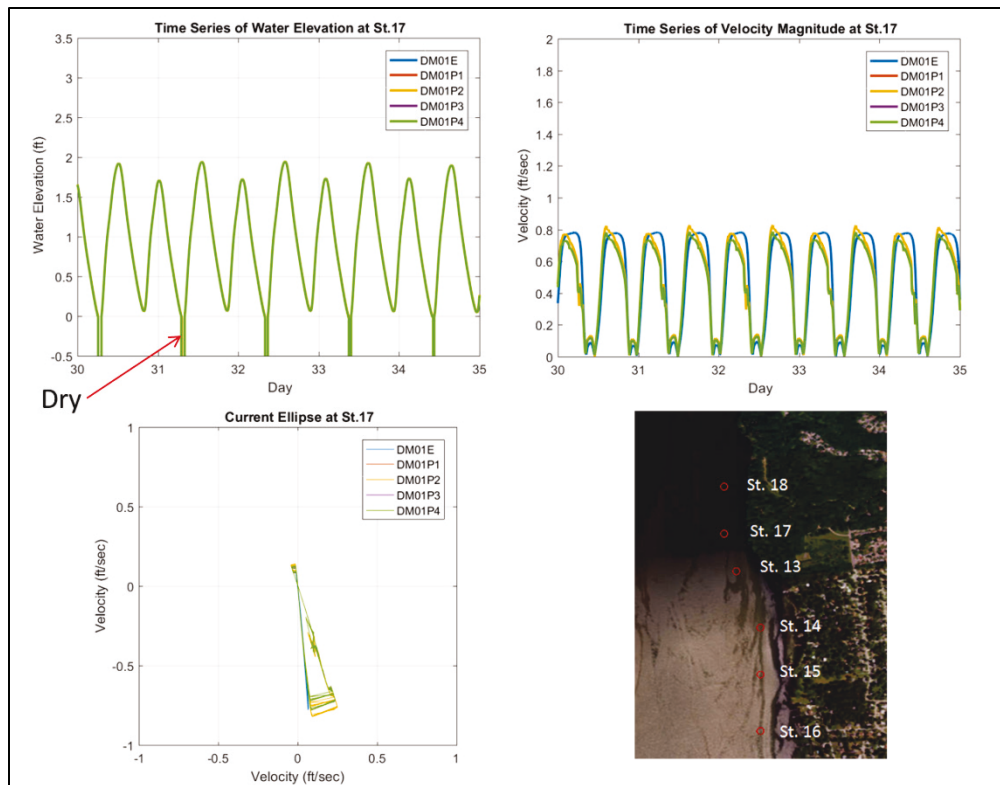 Time Series of Water Elevation at St.17
3.5
3
2.5
2
1.5
1
0.5
0
-0.5
Water Elevation (ft)
DM01E
DM01P1
DM01P2
DM01P3
DM01P4
30 31 32 33 34 35
Day
Dry
Time Series of Velocity Magnitude at St.17
2
1.8
1.6
1.4
1.2
1
0.8
0.6
0.4
0.2
0
Velocity (ft/sec)
DM01E
DM01P1
DM01P2
DM01P3
DM01P4
30 31 32 33 34 35
Day
Current Ellipse at St.17
1
0.5
0
-0.5
-1
Velocity (ft/sec)
DM01E
DM01P1
DM01P2
DM01P3
DM01P4
-1 -0.5 0 0.5 1
Velocity (ft/sec)
St. 18
St. 17
St. 13
St. 14
St. 15
St. 16